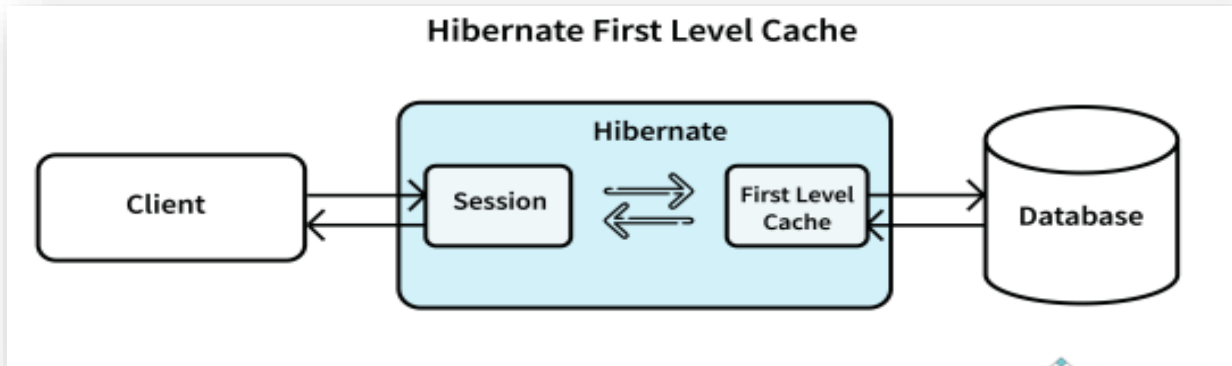 Hibernate First Level Cache
Hibernate
Client
Session
First Level
Cache
Database